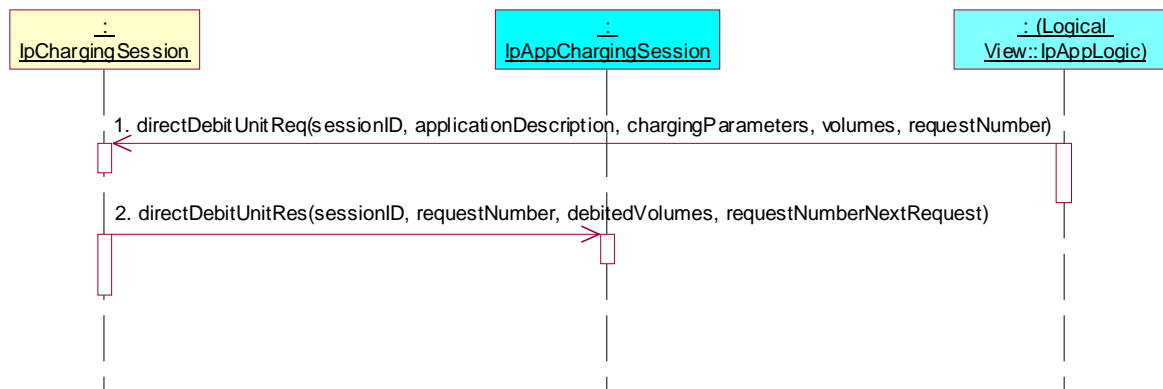 :
IpChargingSession
:
IpAppChargingSession
: (Logical
View::IpAppLogic)
1. directDebitUnitReq(sessionID, applicationDescription, chargingParameters, volumes, requestNumber)
2. directDebitUnitRes(sessionID, requestNumber, debitedVolumes, requestNumberNextRequest)